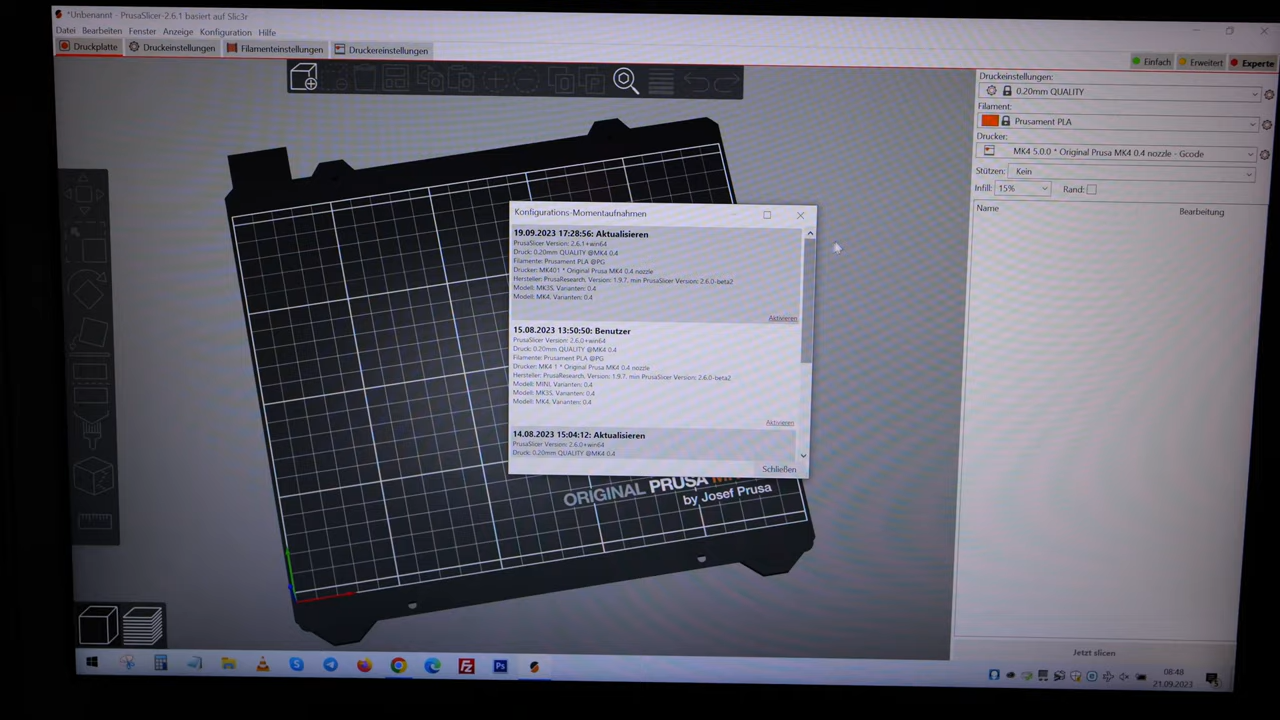 *Unbenannt - PrusaSlicer-2.6.1 basiert auf Slic3r
Datei Bearbeiten Fenster Anzeige Konfiguration Hilfe
Druckplatte Druckeinstellungen Filamenteinstellungen Druckereinstellungen
Einfach Erweitert Experte
Druckeinstellungen:
0.20mm QUALITY
Filament:
Prusament PLA
Drucker:
MK4 5.0.0 * Original Prusa MK4 0.4 nozzle - Gcode
Stützen: Kein
Infill: 15% Rand:
Name Bearbeitung
Konfigurations-Momentaufnahmen
19.09.2023 17:28:56: Aktualisieren
PrusaSlicer Version: 2.6.1+win64
Druck: 0.20mm QUALITY @MK4 0.4
Filamente: Prusament PLA @PG
Drucker: MK401 * Original Prusa MK4 0.4 nozzle
Hersteller: PrusaResearch, Version: 1.9.7, min PrusaSlicer Version: 2.6.0-beta2
Modell: MK3S, Varianten: 0.4
Modell: MK4, Varianten: 0.4
Aktivieren
15.08.2023 13:50:50: Benutzer
PrusaSlicer Version: 2.6.0+win64
Druck: 0.20mm QUALITY @MK4 0.4
Filamente: Prusament PLA @PG
Drucker: MK4 1 * Original Prusa MK4 0.4 nozzle
Hersteller: PrusaResearch, Version: 1.9.7, min PrusaSlicer Version: 2.6.0-beta2
Modell: MINI, Varianten: 0.4
Modell: MK3S, Varianten: 0.4
Modell: MK4, Varianten: 0.4
Aktivieren
14.08.2023 15:04:12: Aktualisieren
PrusaSlicer Version: 2.6.0+win64
Druck: 0.20mm QUALITY @MK4 0.4
Schließen
ORIGINAL PRUSA
by Josef Prusa
Jetzt slicen
Fz Ps
08:48
21.09.2023